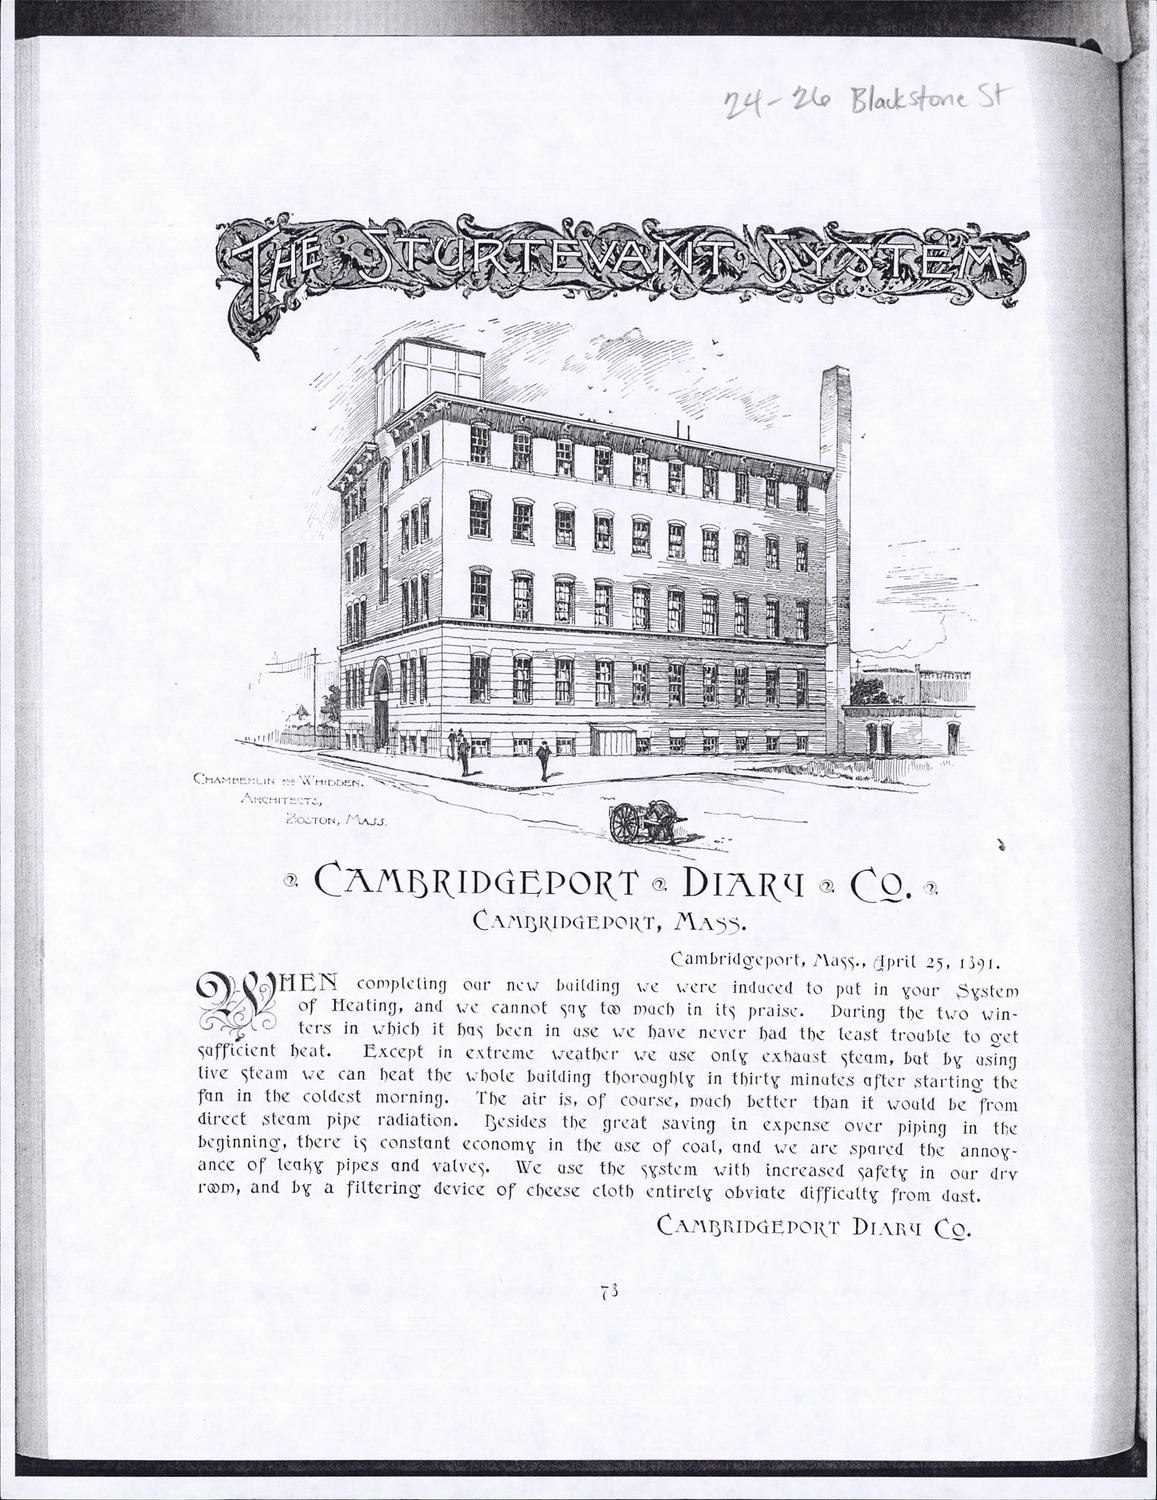 24-26 Blackstone St
THE STURTEVANT SYSTEM
CHAMBERLIN AND WHIDDEN.
ARCHITECTS,
BOSTON, MASS.
CAMBRIDGEPORT DIARY CO.
CAMBRIDGEPORT, MASS.
Cambridgeport, Mass., April 25, 1891.
WHEN completing our new building we were induced to put in your System
of Heating, and we cannot say too much in its praise. During the two win-
ters in which it has been in use we have never had the least trouble to get
sufficient heat. Except in extreme weather we use only exhaust steam, but by using
live steam we can heat the whole building thoroughly in thirty minutes after starting the
fan in the coldest morning. The air is, of course, much better than it would be from
direct steam pipe radiation. Besides the great saving in expense over piping in the
beginning, there is constant economy in the use of coal, and we are spared the annoy-
ance of leaky pipes and valves. We use the system with increased safety in our dry
room, and by a filtering device of cheese cloth entirely obviate difficulty from dust.
CAMBRIDGEPORT DIARY CO.
78